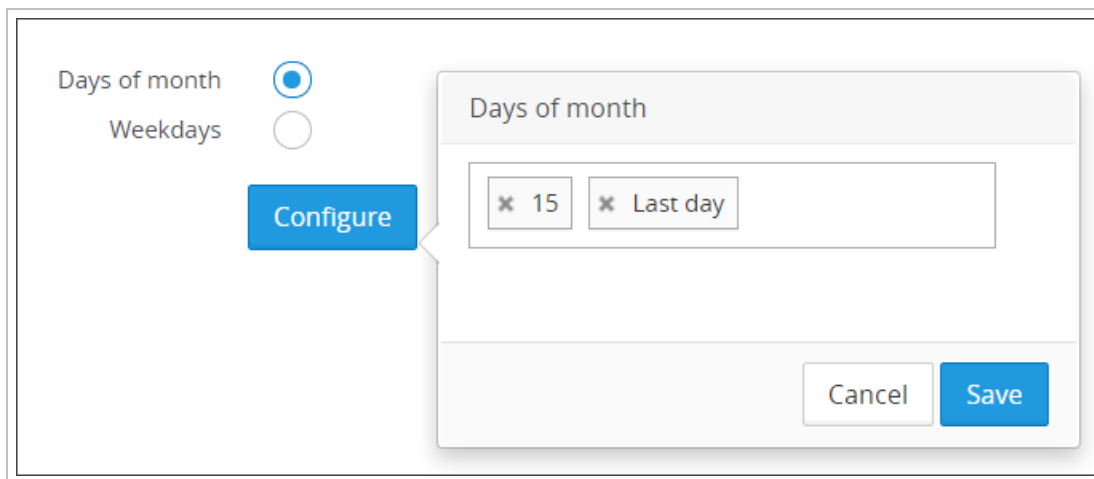 Days of month
Weekdays
Configure
Days of month
15 Last day
Cancel Save